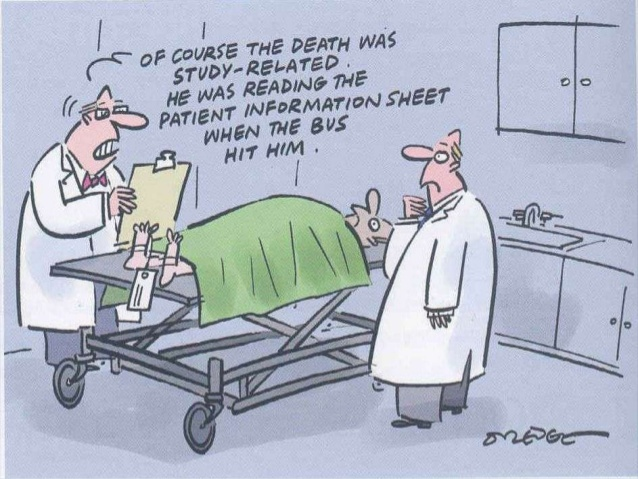 OF COURSE THE DEATH WAS
STUDY-RELATED.
HE WAS READING THE
PATIENT INFORMATION SHEET
WHEN THE BUS
HIT HIM.